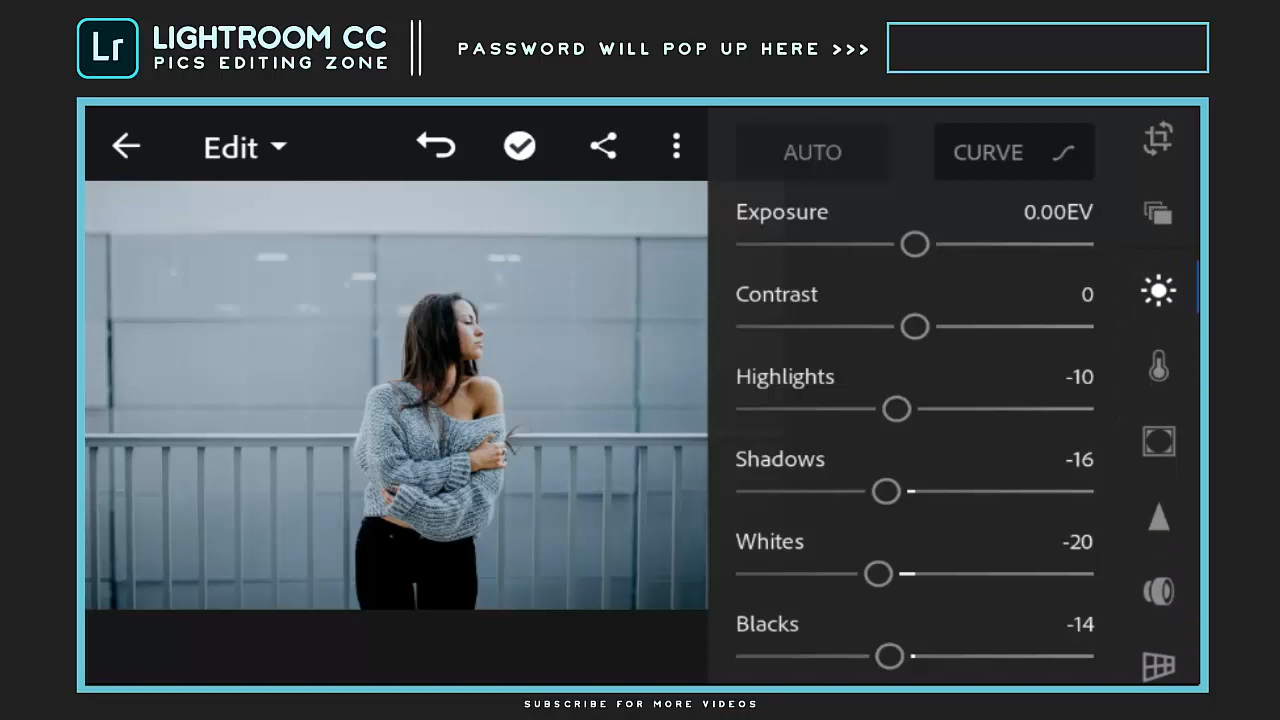 Lr
LIGHTROOM CC
PICS EDITING ZONE
PASSWORD WILL POP UP HERE >>>
Edit
AUTO
CURVE
Exposure 0.00EV
Contrast 0
Highlights -10
Shadows -16
Whites -20
Blacks -14
SUBSCRIBE FOR MORE VIDEOS